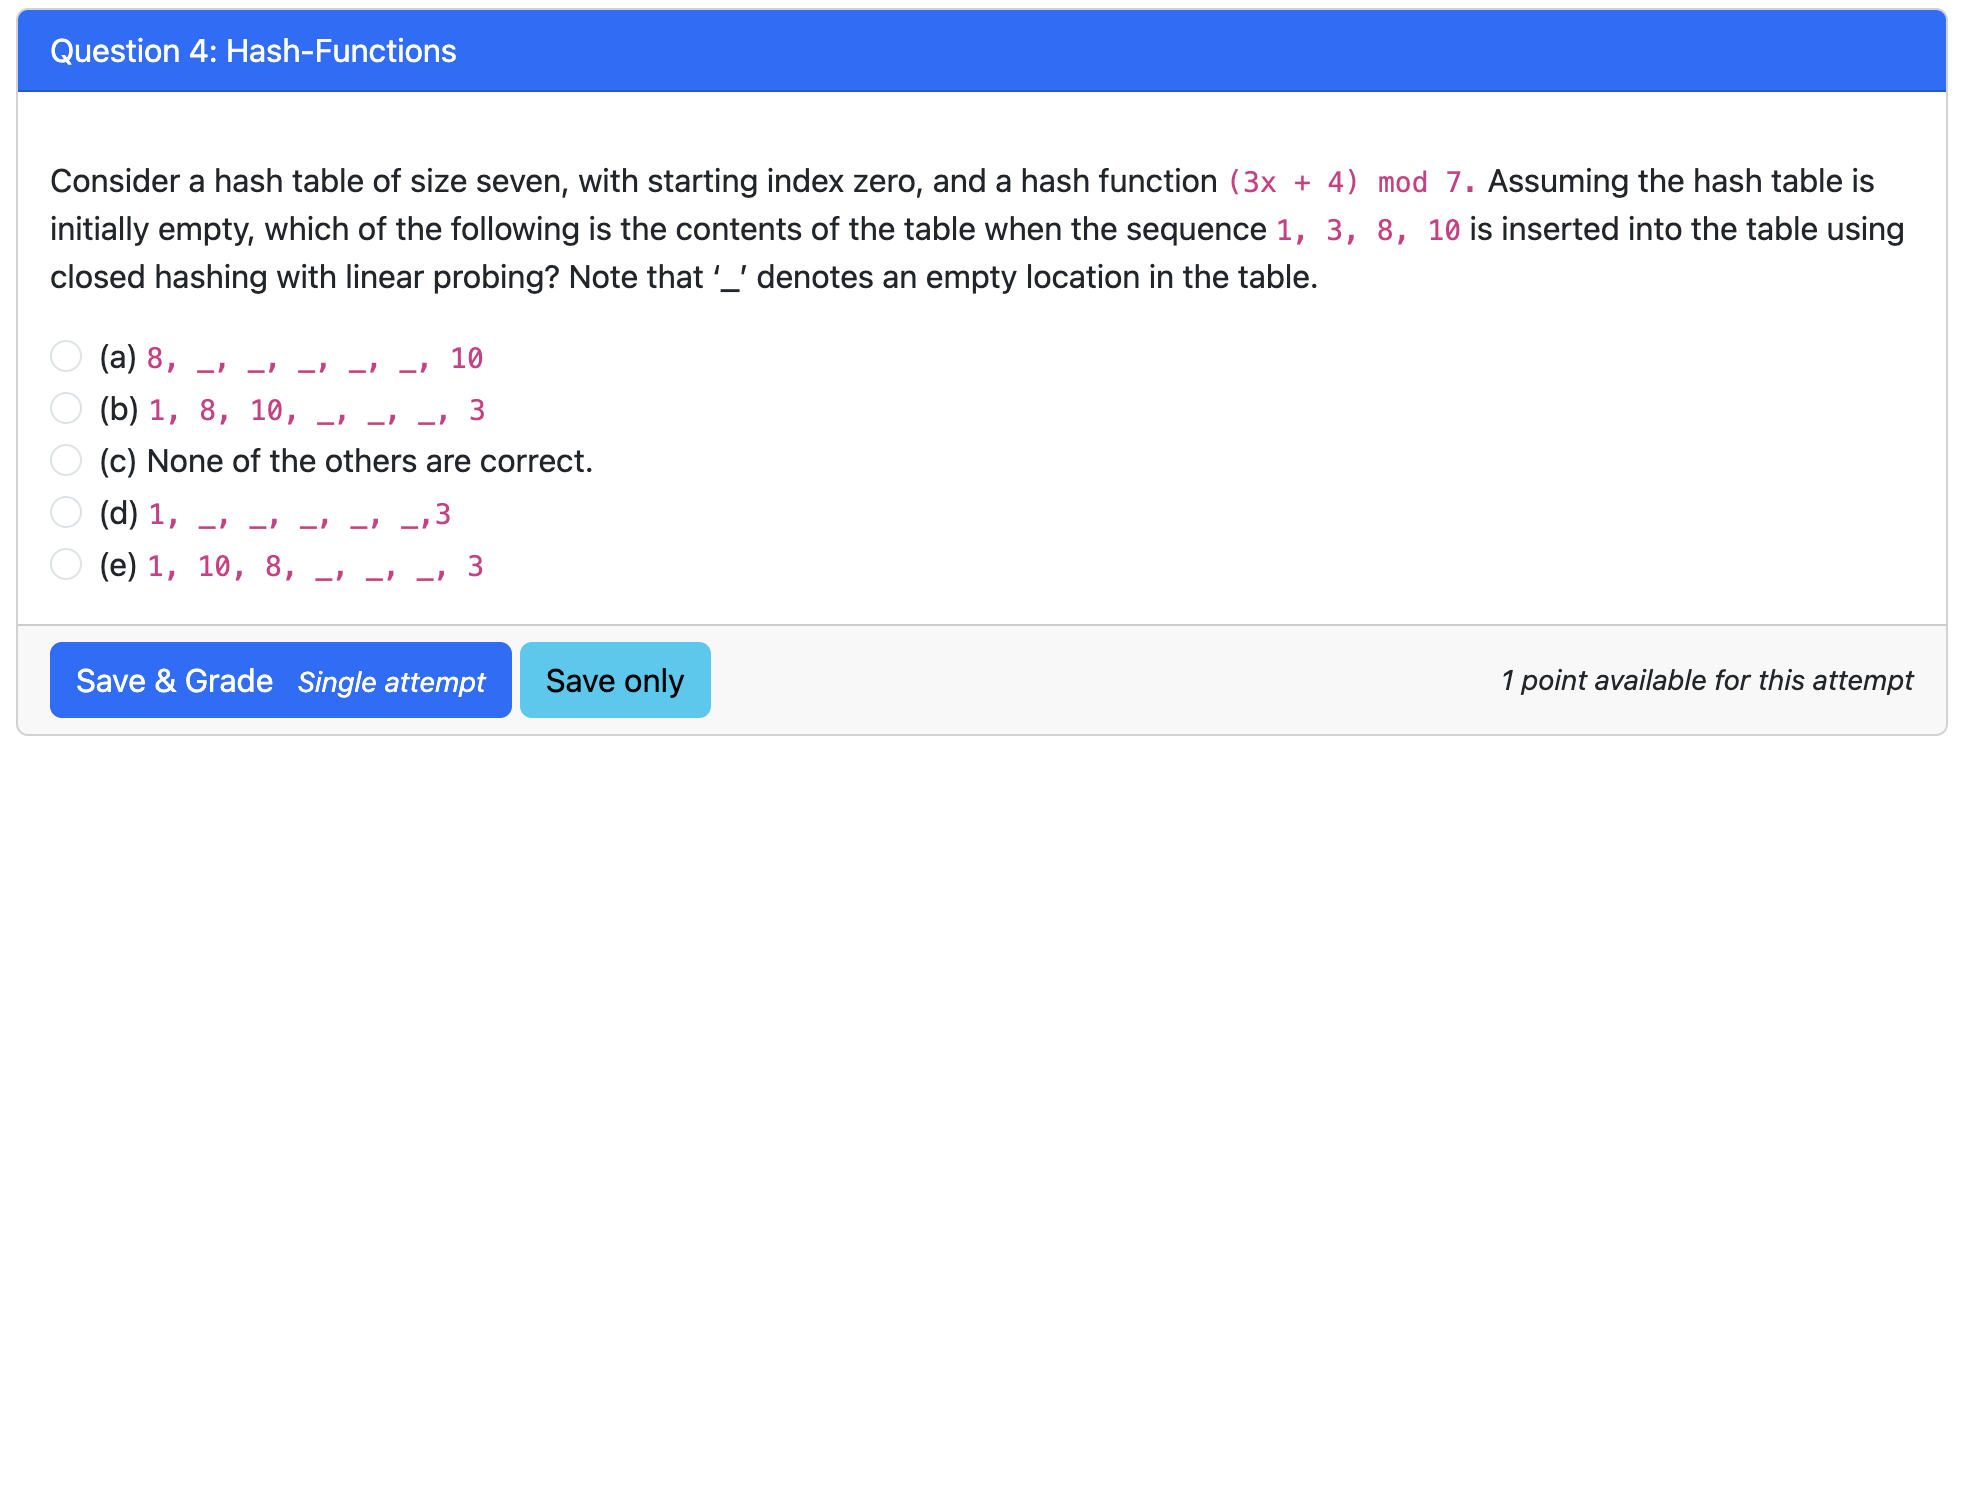 Question 4: Hash-Functions
Consider a hash table of size seven, with starting index zero, and a hash function (3x + 4) mod 7. Assuming the hash table is
initially empty, which of the following is the contents of the table when the sequence 1, 3, 8, 10 is inserted into the table using
closed hashing with linear probing? Note that ‘_’ denotes an empty location in the table.
(a) 8, _, _, _, _, _, 10
(b) 1, 8, 10, _, _, _, 3
(c) None of the others are correct.
(d) 1, _, _, _, _, _,3
(e) 1, 10, 8, _, _, _, 3
Save & Grade Single attempt Save only 1 point available for this attempt